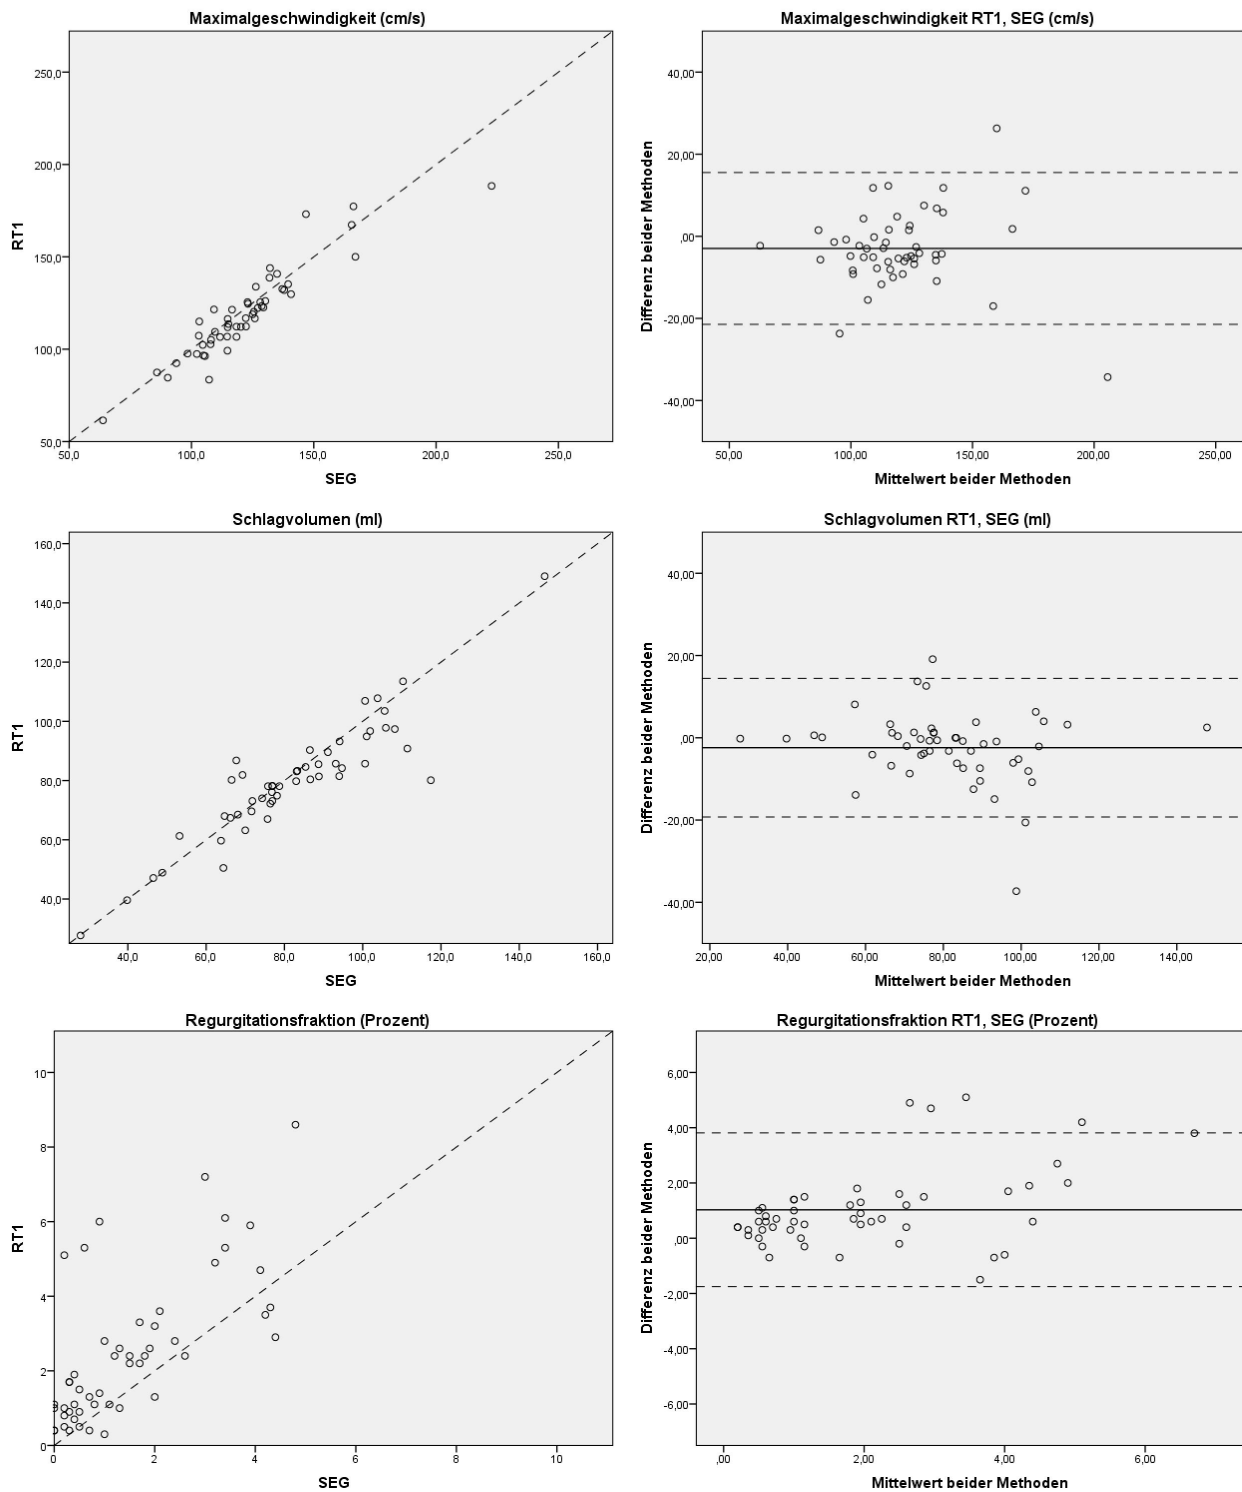 Maximalgeschwindigkeit (cm/s)
250,0
200,0
150,0
100,0
50,0
RT1
50,0 100,0 150,0 200,0 250,0
SEG
Maximalgeschwindigkeit RT1, SEG (cm/s)
40,00
20,00
,00
-20,00
-40,00
Differenz beider Methoden
50,00 100,00 150,00 200,00 250,00
Mittelwert beider Methoden
Schlagvolumen (ml)
160,0
140,0
120,0
100,0
80,0
60,0
40,0
RT1
40,0 60,0 80,0 100,0 120,0 140,0 160,0
SEG
Schlagvolumen RT1, SEG (ml)
40,00
20,00
,00
-20,00
-40,00
Differenz beider Methoden
20,00 40,00 60,00 80,00 100,00 120,00 140,00
Mittelwert beider Methoden
Regurgitationsfraktion (Prozent)
10
8
6
4
2
0
RT1
0 2 4 6 8 10
SEG
Regurgitationsfraktion RT1, SEG (Prozent)
6,00
4,00
2,00
,00
-2,00
-4,00
-6,00
Differenz beider Methoden
,00 2,00 4,00 6,00
Mittelwert beider Methoden